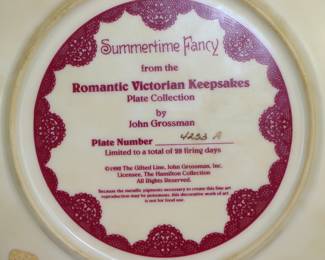 Summertime Fancy
from the
Romantic Victorian Keepsakes
Plate Collection
by
John Grossman
Plate Number 4253 A
Limited to a total of 28 firing days
©1992 The Gifted Line, John Grossman, Inc.
Licensee, The Hamilton Collection
All Rights Reserved.
Because the metallic pigments necessary to create this fine art
reproduction may be poisonous, this decorative work of art
is not for food use.